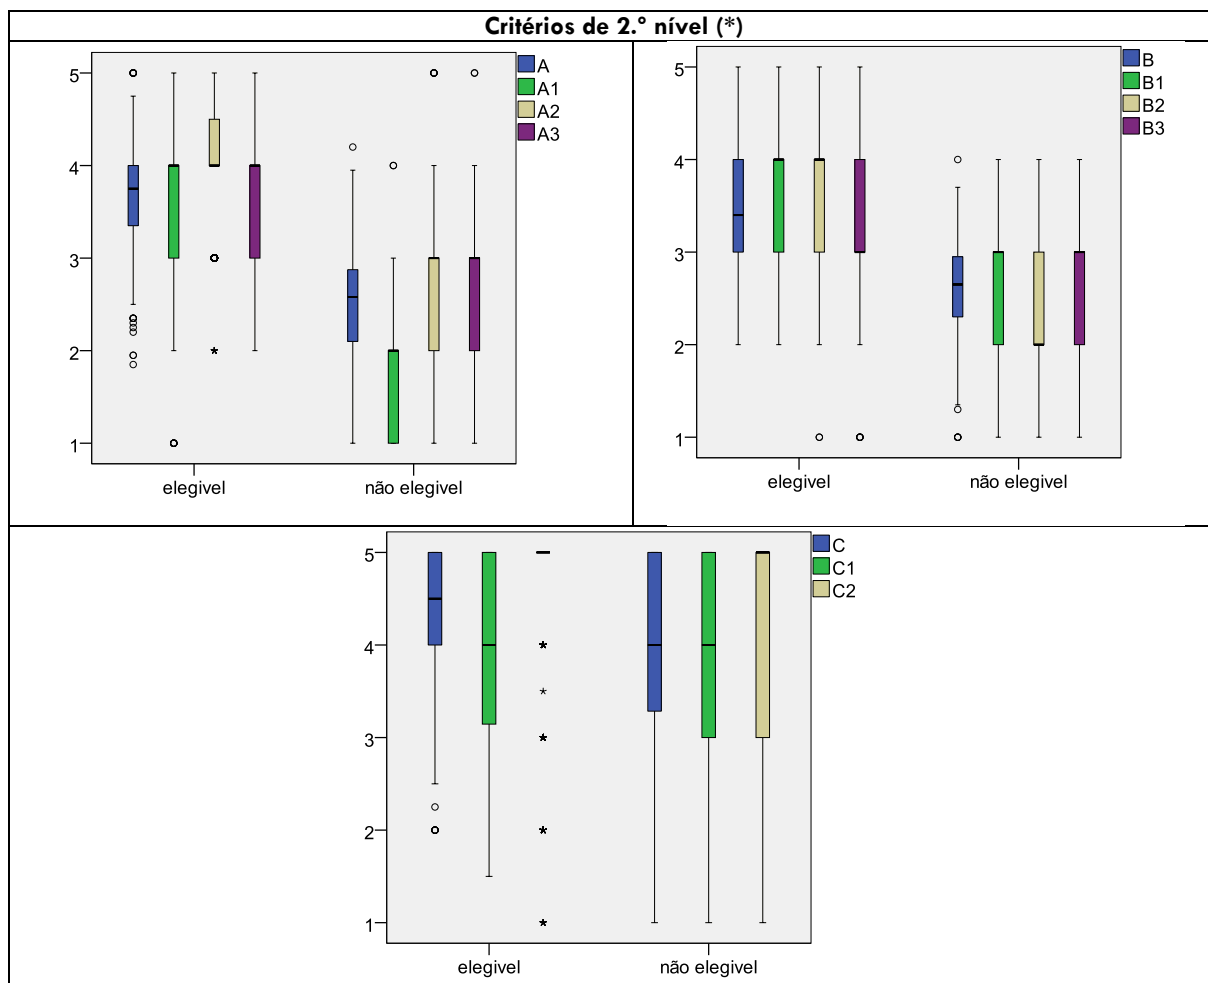 Critérios de 2.º nível (*)
5
4
3
2
1
elegivel
não elegivel
A
A1
A2
A3
5
4
3
2
1
elegivel
não elegivel
B
B1
B2
B3
5
4
3
2
1
elegivel
não elegivel
C
C1
C2